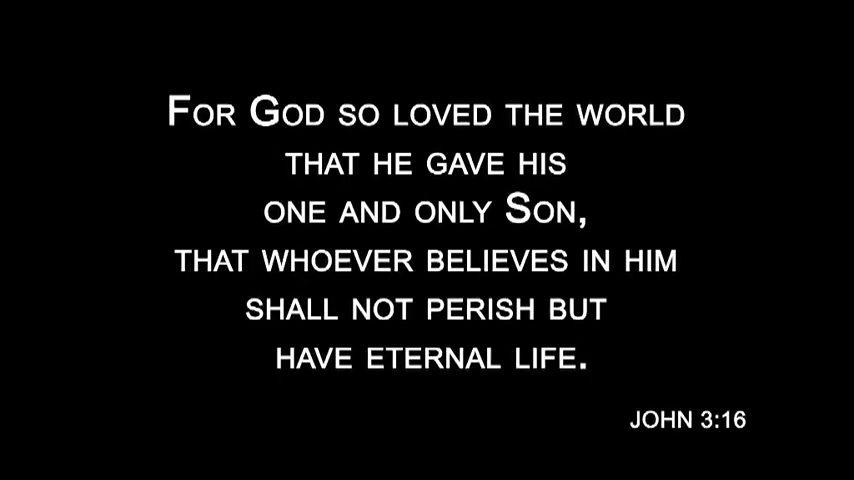 For God so loved the world
that he gave his
one and only Son,
that whoever believes in him
shall not perish but
have eternal life.
JOHN 3:16